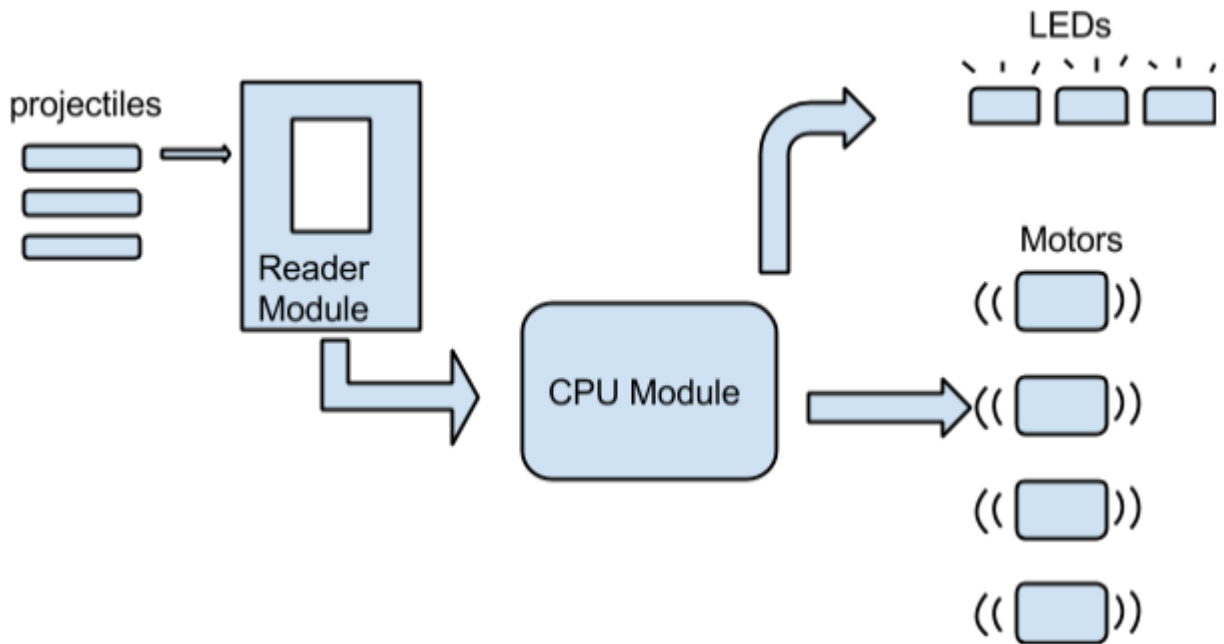 LEDs
projectiles
Reader
Module
Motors
CPU Module